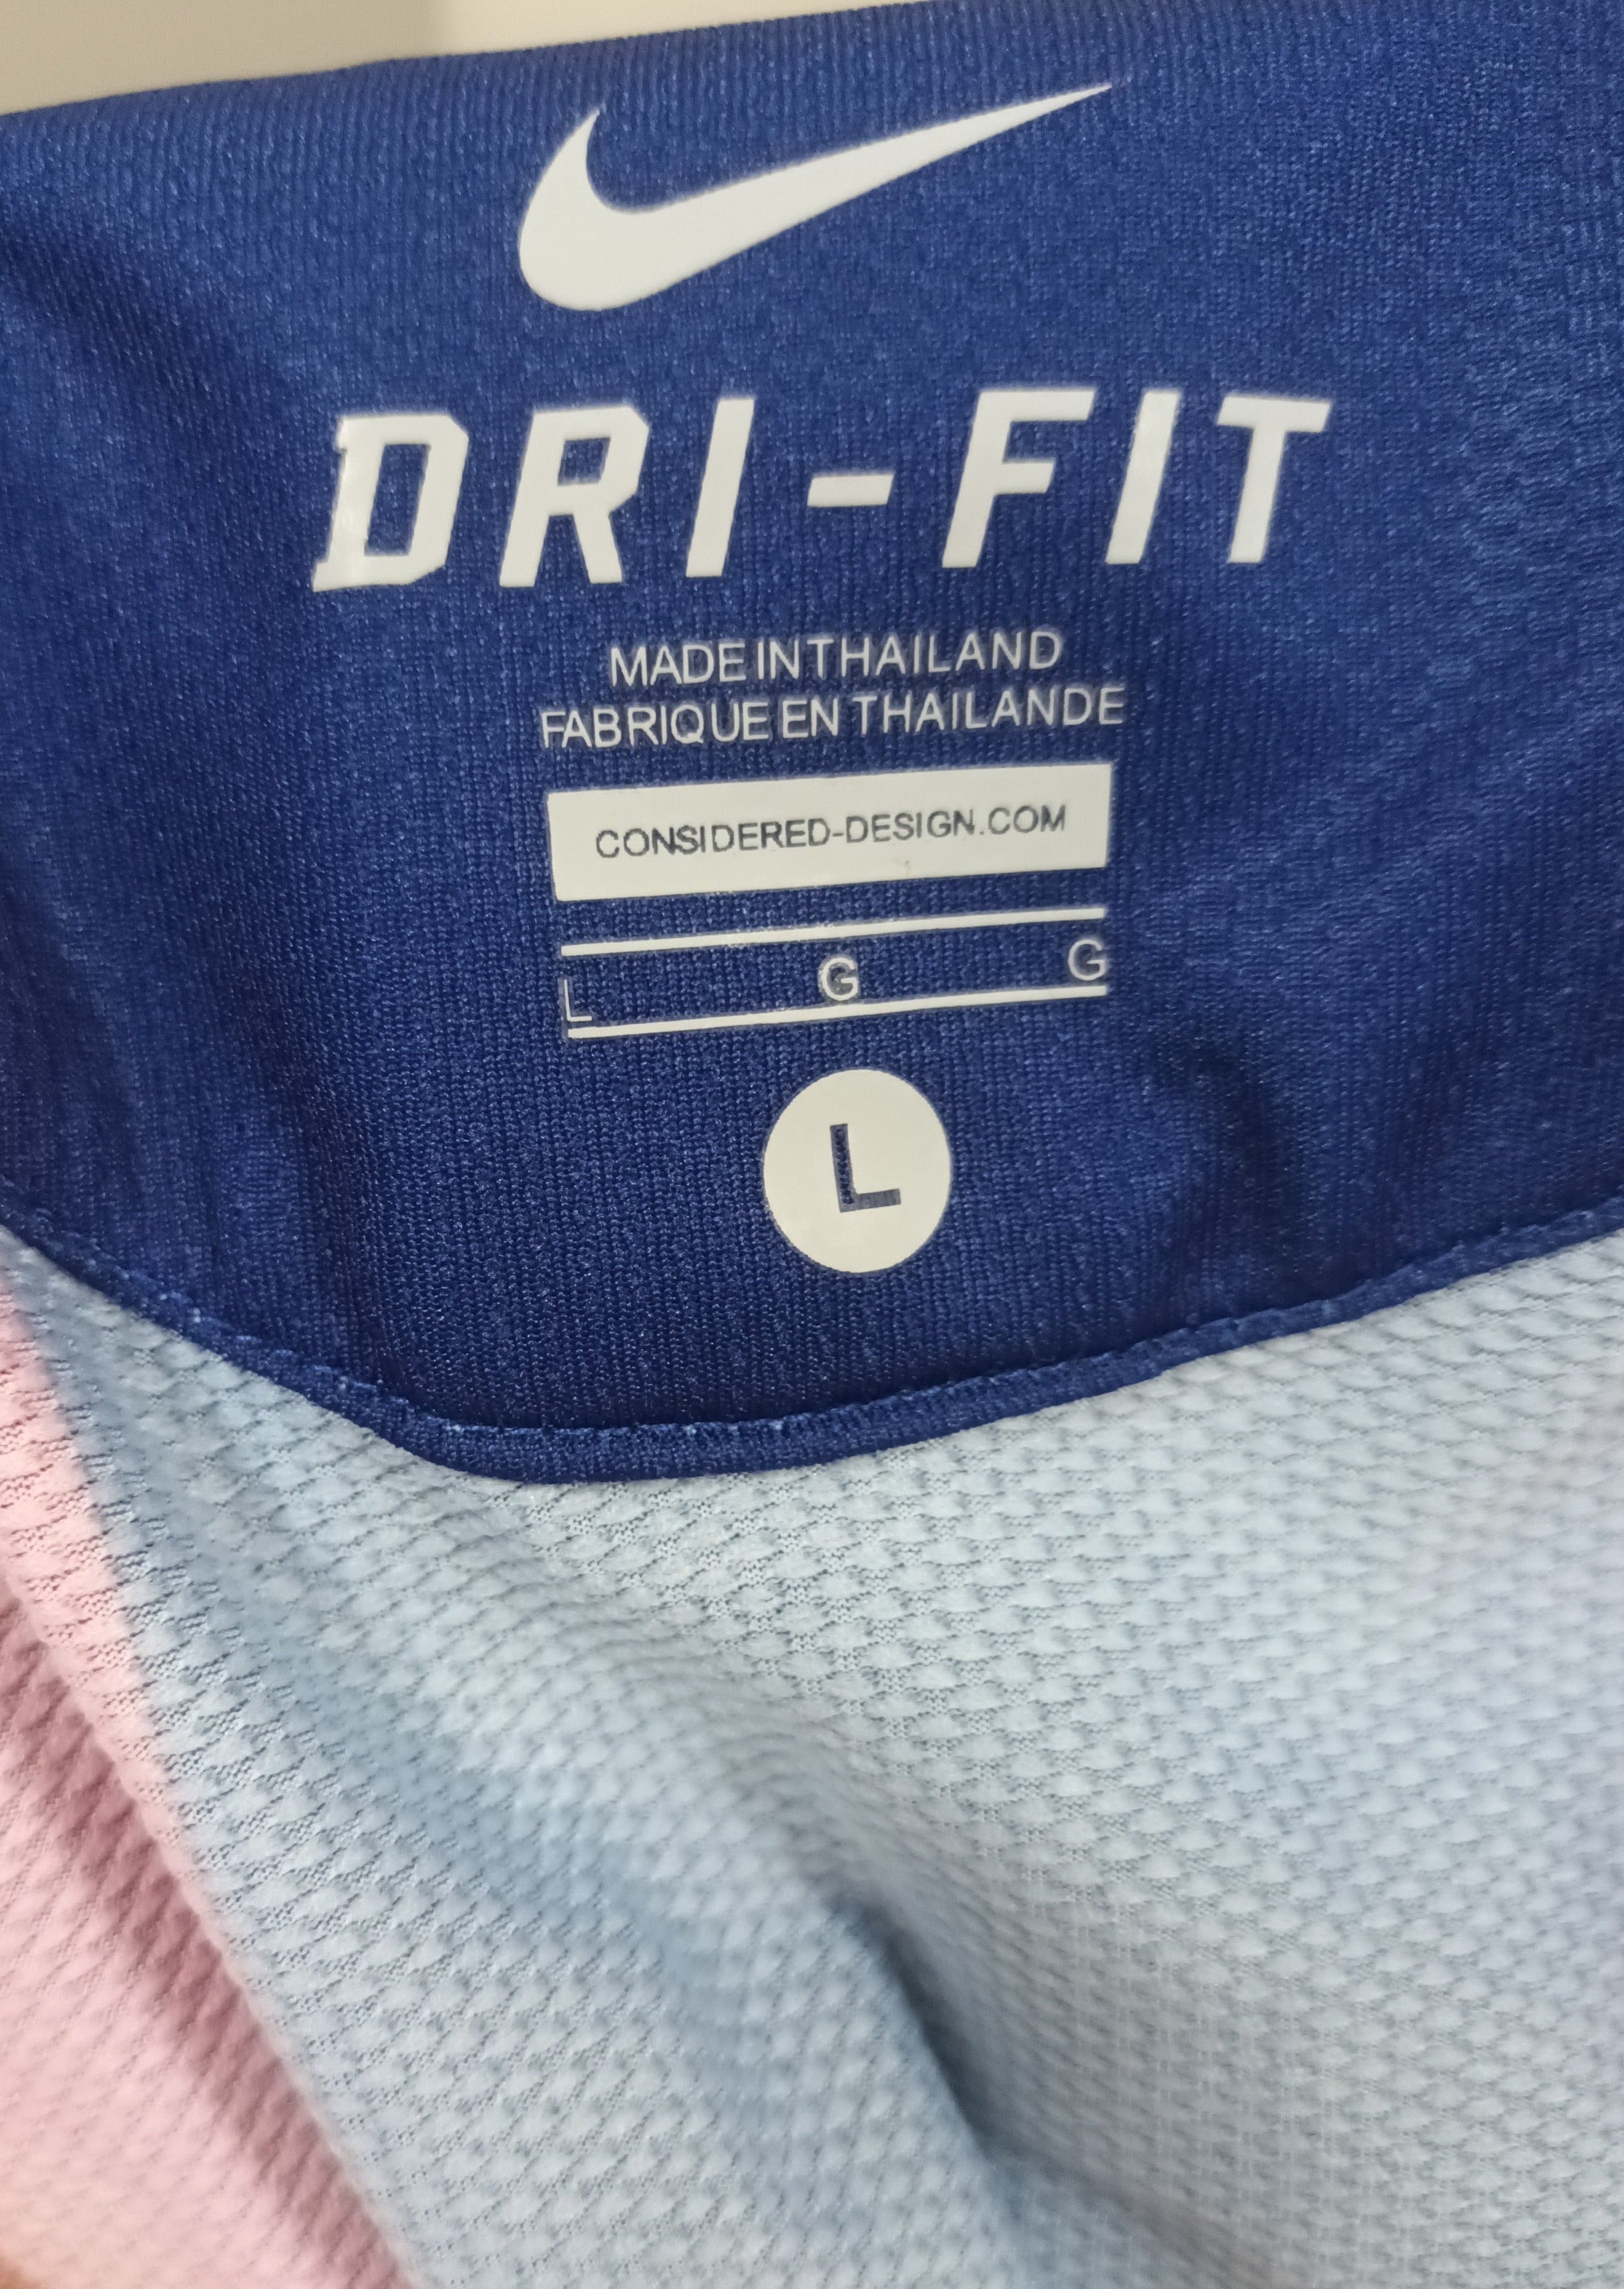 DRI-FIT
MADE IN THAILAND
FABRIQUE EN THAILANDE
CONSIDERED-DESIGN.COM
L G G
L